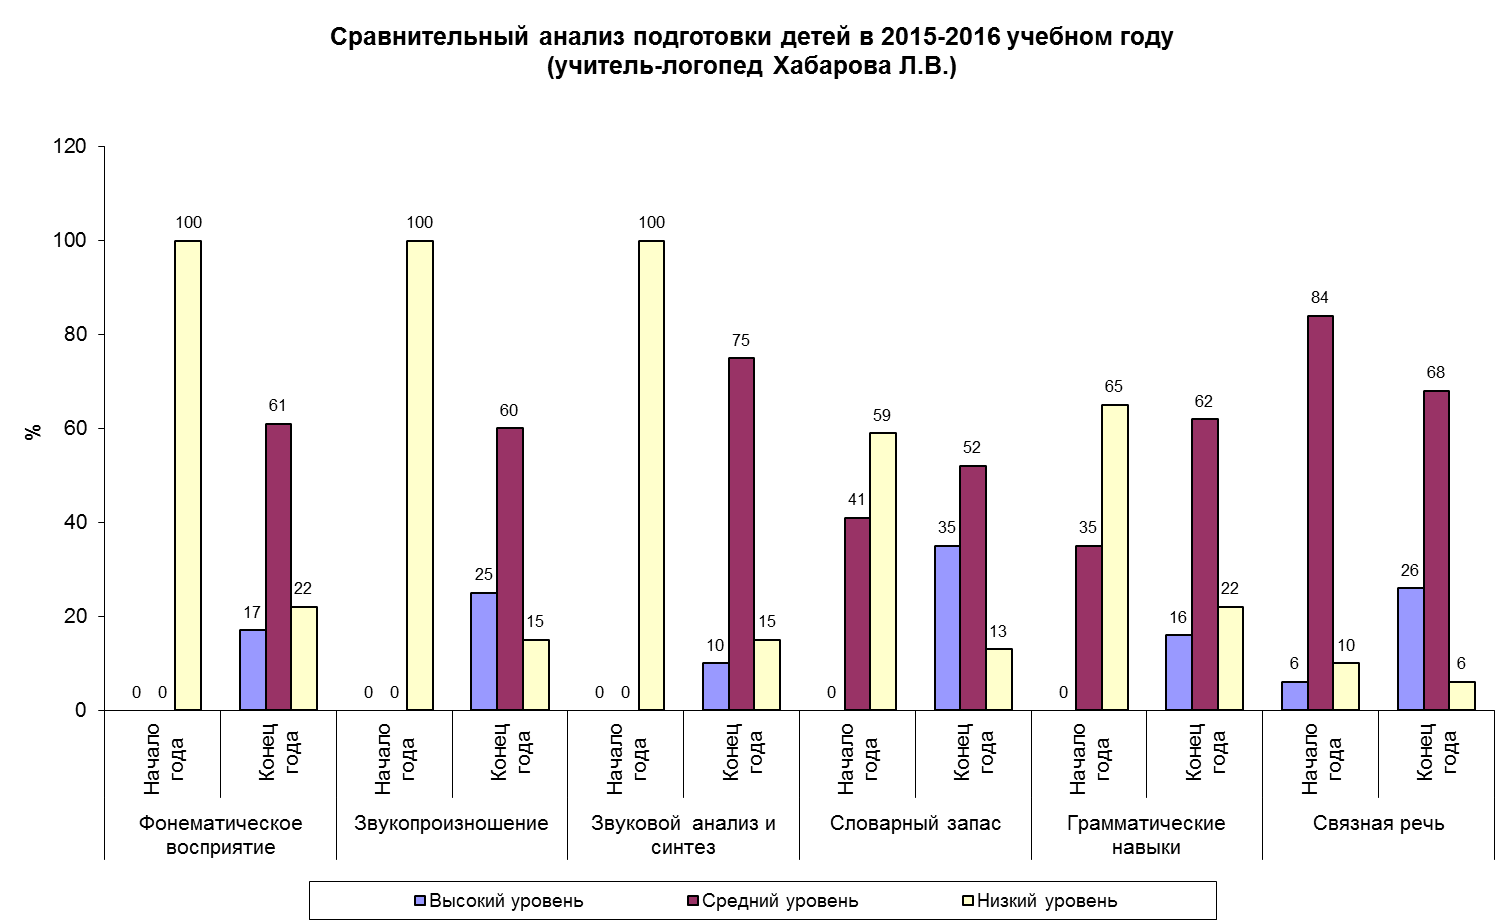 Сравнительный анализ подготовки детей в 2015-2016 учебном году
(учитель-логопед Хабарова Л.В.)
120
100
80
60
40
20
0
%
0 0 100
17 61 22
0 0 100
25 60 15
0 0 100
10 75 15
0 41 59
35 52 13
0 35 65
16 62 22
6 84 10
26 68 6
Начало
года
Конец
года
Начало
года
Конец
года
Начало
года
Конец
года
Начало
года
Конец
года
Начало
года
Конец
года
Начало
года
Конец
года
Фонематическое
восприятие
Звукопроизношение
Звуковой анализ и
синтез
Словарный запас
Грамматические
навыки
Связная речь
Высокий уровень
Средний уровень
Низкий уровень